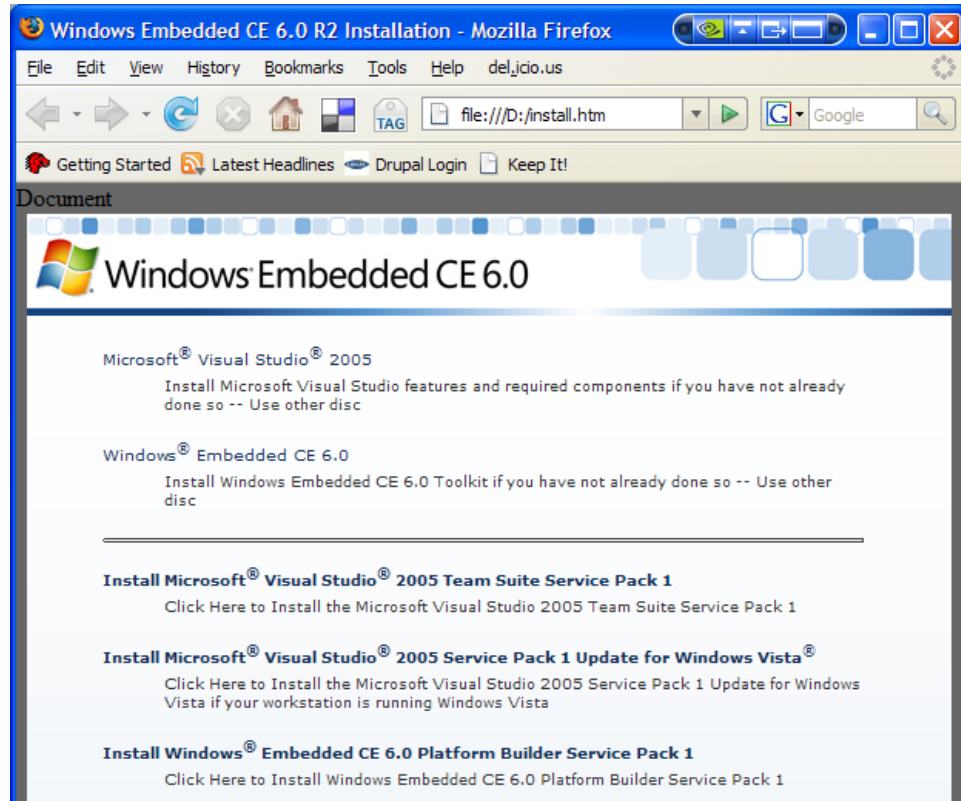 Windows Embedded CE 6.0 R2 Installation - Mozilla Firefox
File Edit View History Bookmarks Tools Help del.icio.us
TAG file:///D:/install.htm G Google
Getting Started Latest Headlines Drupal Login Keep It!
Document
Windows Embedded CE 6.0
Microsoft® Visual Studio® 2005
Install Microsoft Visual Studio features and required components if you have not already
done so -- Use other disc
Windows® Embedded CE 6.0
Install Windows Embedded CE 6.0 Toolkit if you have not already done so -- Use other
disc
Install Microsoft® Visual Studio® 2005 Team Suite Service Pack 1
Click Here to Install the Microsoft Visual Studio 2005 Team Suite Service Pack 1
Install Microsoft® Visual Studio® 2005 Service Pack 1 Update for Windows Vista®
Click Here to Install the Microsoft Visual Studio 2005 Service Pack 1 Update for Windows
Vista if your workstation is running Windows Vista
Install Windows® Embedded CE 6.0 Platform Builder Service Pack 1
Click Here to Install Windows Embedded CE 6.0 Platform Builder Service Pack 1